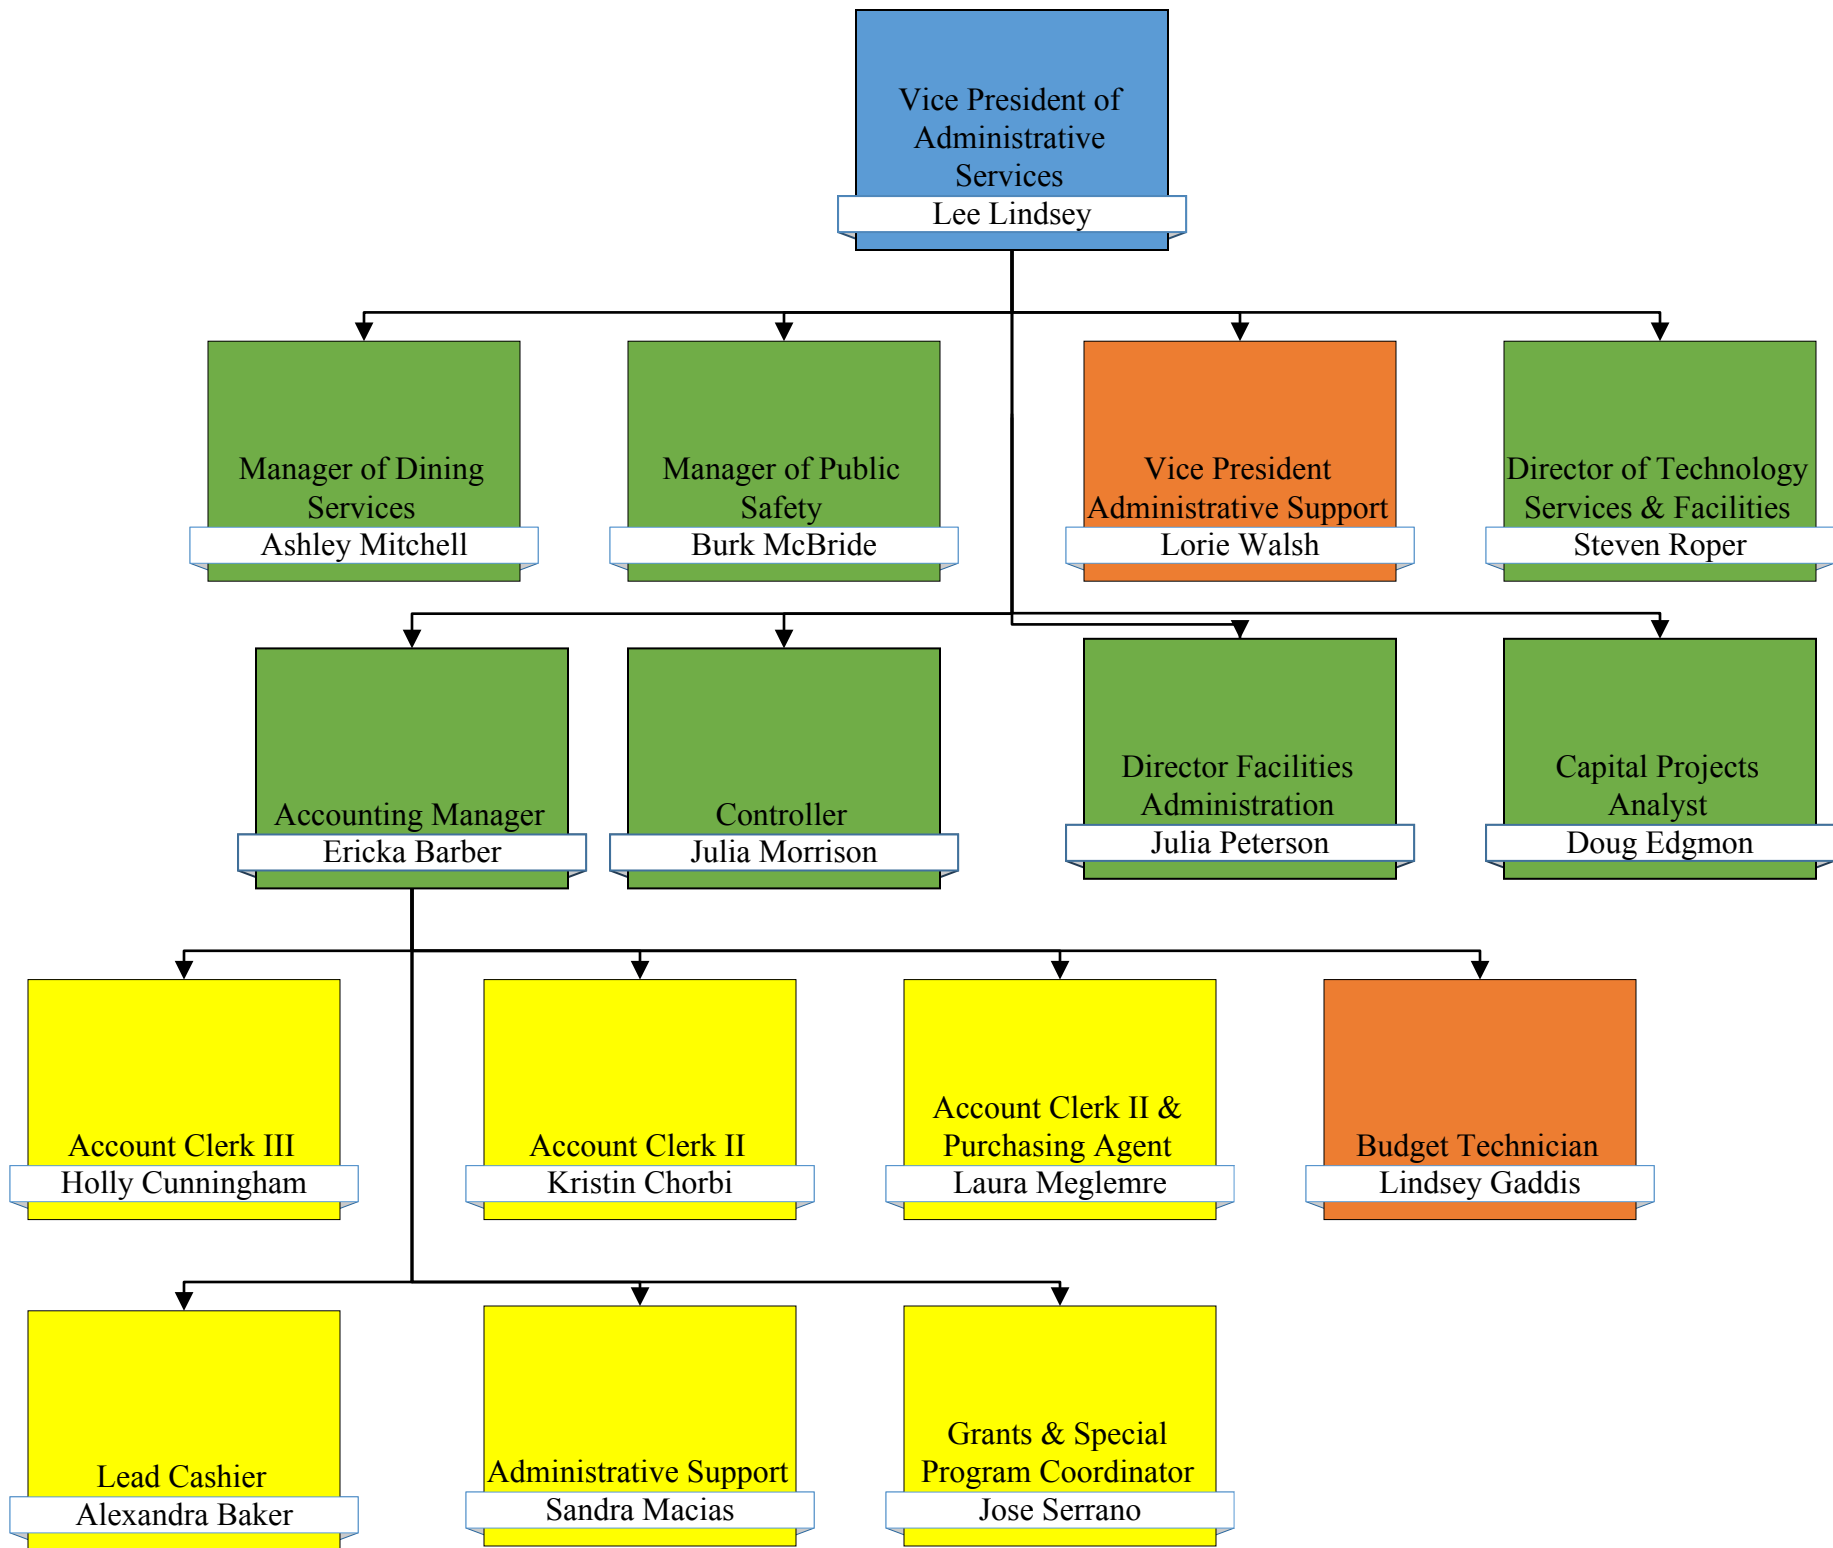 Vice President of
Administrative
Services
Lee Lindsey
Manager of Dining
Services
Ashley Mitchell
Manager of Public
Safety
Burk McBride
Vice President
Administrative Support
Lorie Walsh
Director of Technology
Services & Facilities
Steven Roper
Accounting Manager
Ericka Barber
Controller
Julia Morrison
Director Facilities
Administration
Julia Peterson
Capital Projects
Analyst
Doug Edgmon
Account Clerk III
Holly Cunningham
Account Clerk II
Kristin Chorbi
Account Clerk II &
Purchasing Agent
Laura Meglemre
Budget Technician
Lindsey Gaddis
Lead Cashier
Alexandra Baker
Administrative Support
Sandra Macias
Grants & Special
Program Coordinator
Jose Serrano